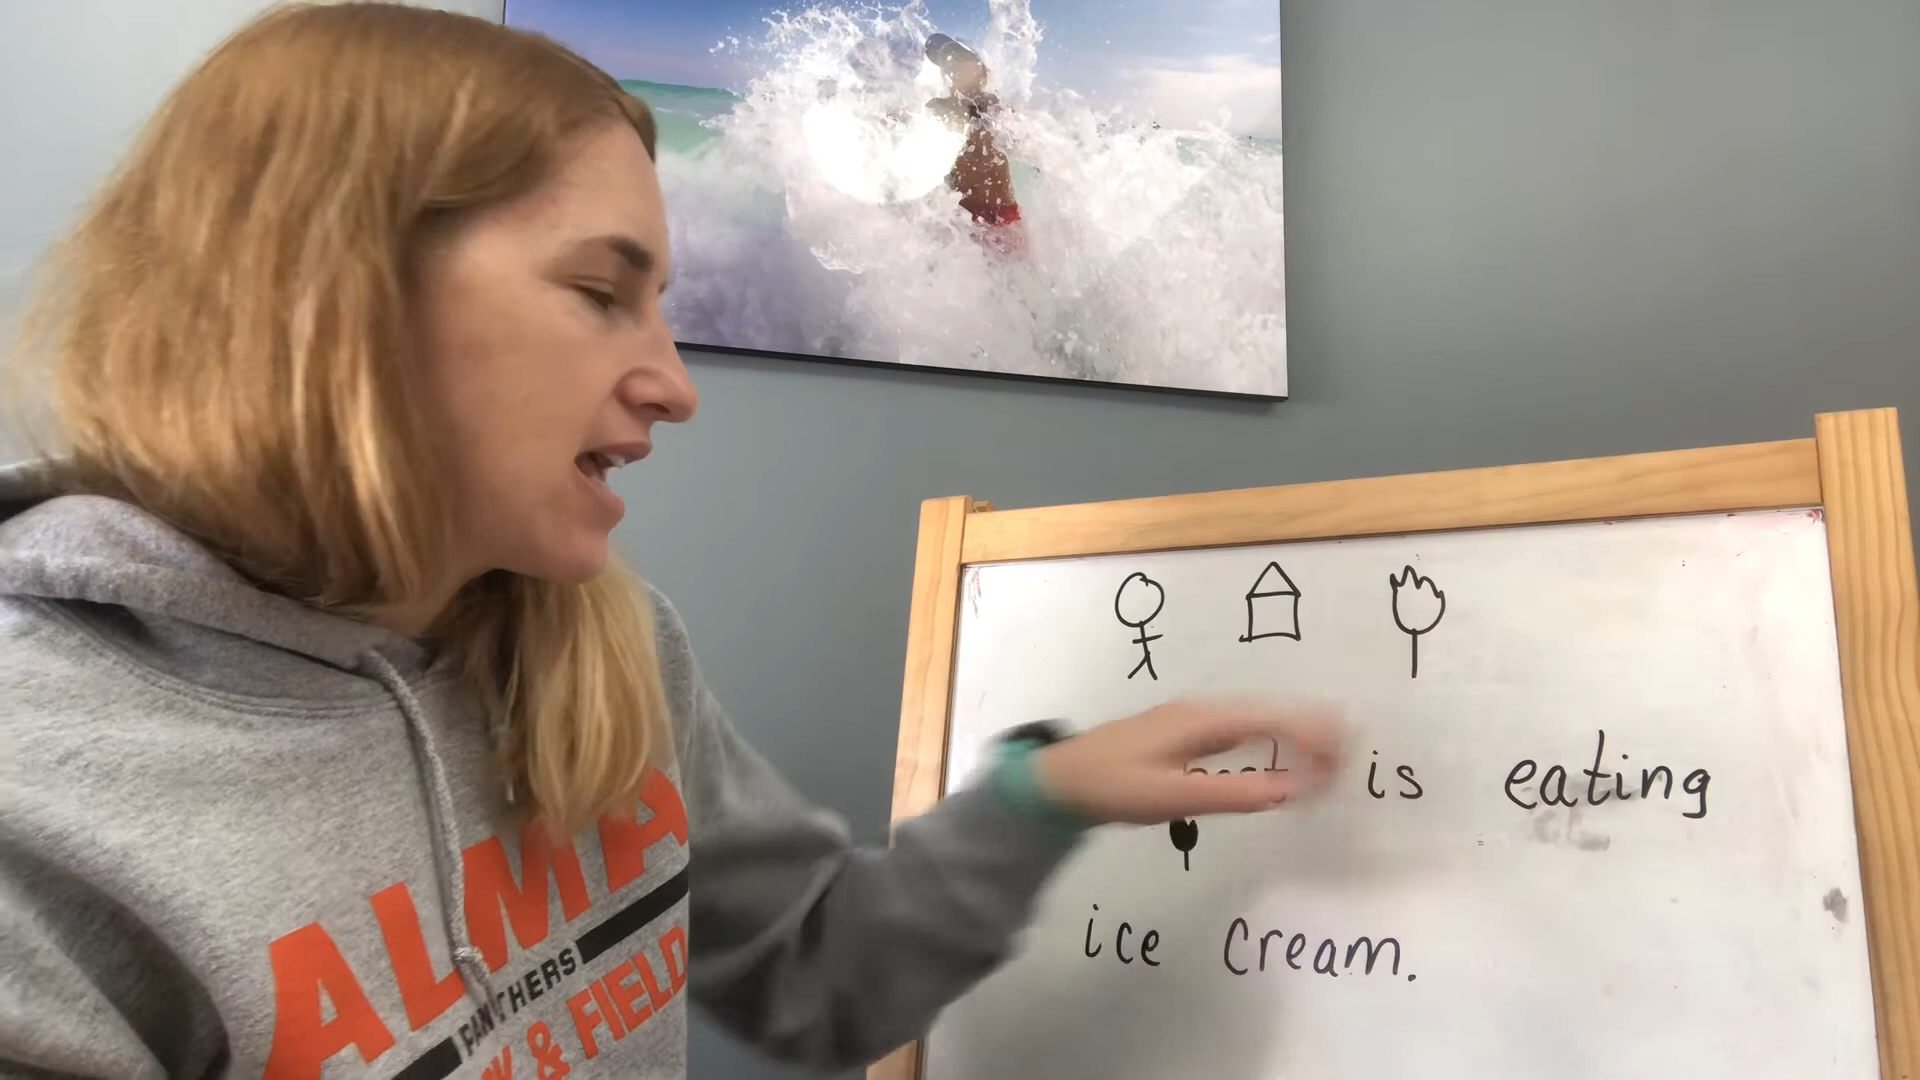 ALMA
PANTHERS
& FIELD
is eating
ice cream.